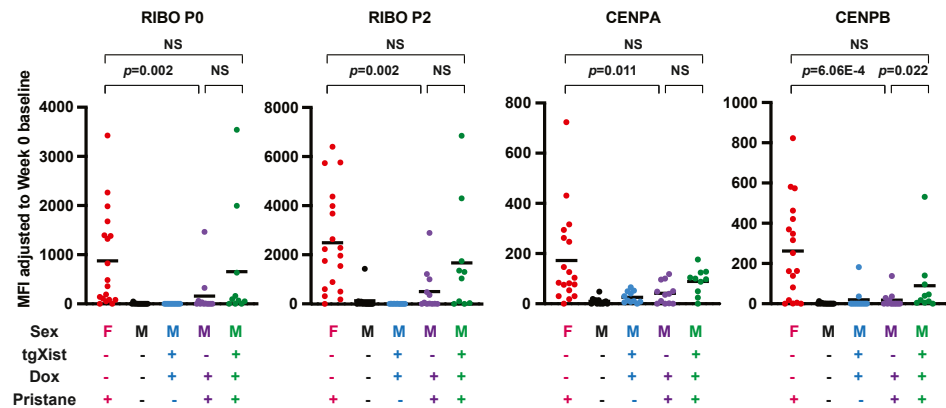 RIBO P0 RIBO P2 CENPA CENPB
NS NS NS NS
p=0.002 NS p=0.002 NS p=0.011 NS p=6.06E-4 p=0.022
MFI adjusted to Week 0 baseline
4000
3000
2000
1000
0
8000
6000
4000
2000
0
800
600
400
200
0
1000
800
600
400
200
0
Sex F M M M M F M M M M F M M M M F M M M M
tgXist - - + - + - - + - + - - + - + - - + - +
Dox - - + + + - - + + + - - + + + - - + + +
Pristane + - - + + + - - + + + - - + + + - - + +